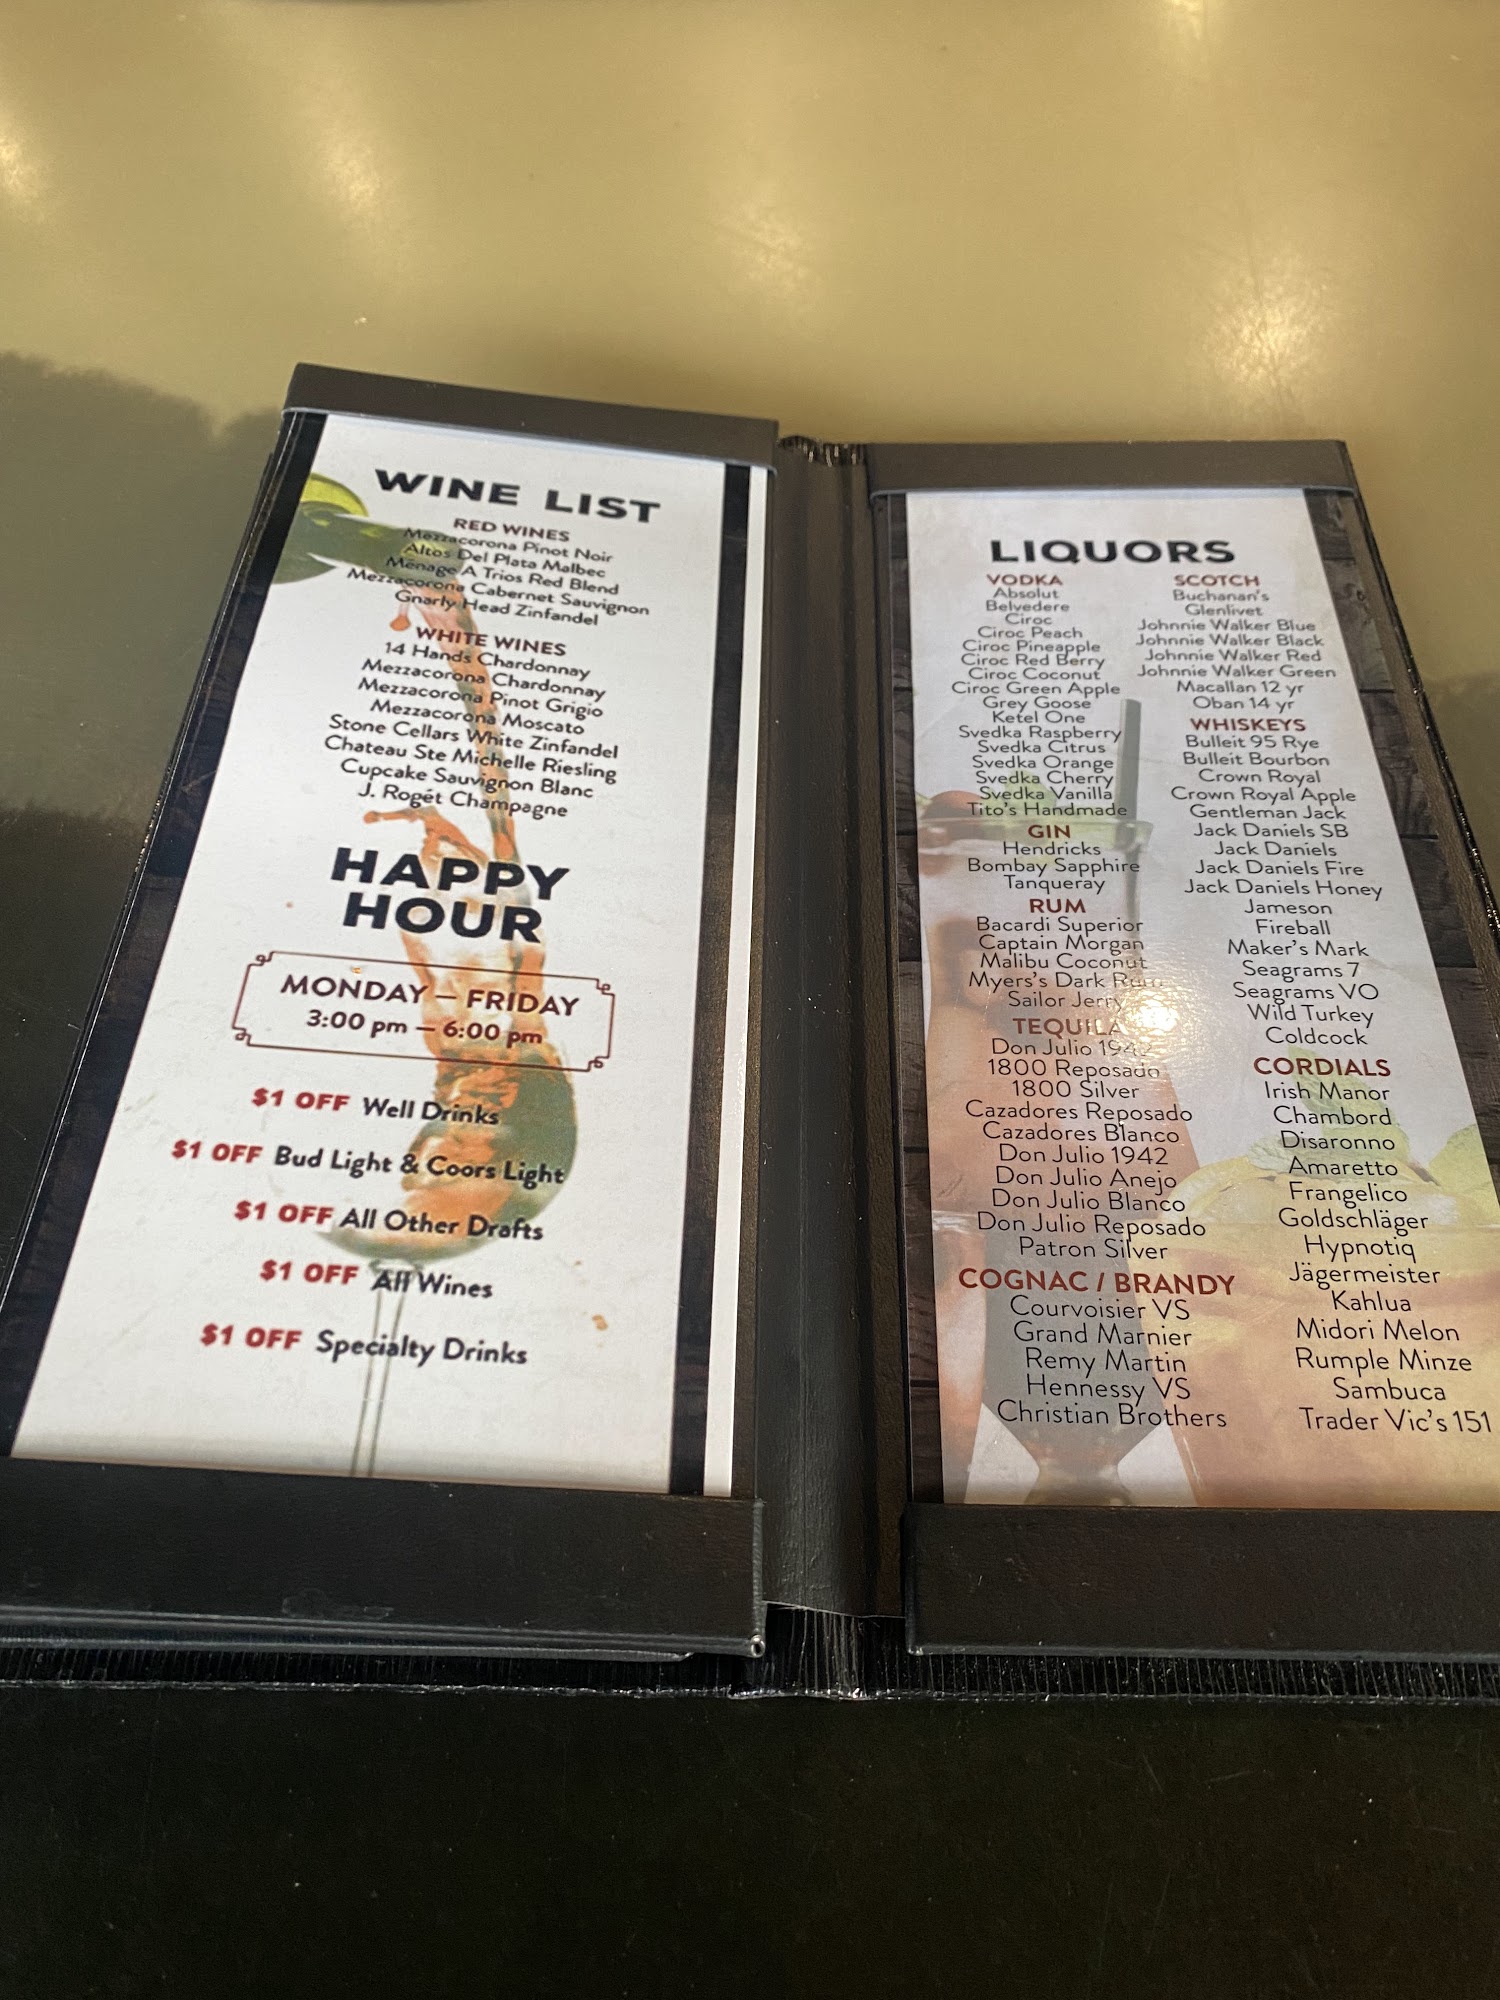 WINE LIST
RED WINES
Mezzacorona Pinot Noir
Altos Del Plata Malbec
Ménage A Trios Red Blend
Mezzacorona Cabernet Sauvignon
Gnarly Head Zinfandel
WHITE WINES
14 Hands Chardonnay
Mezzacorona Chardonnay
Mezzacorona Pinot Grigio
Mezzacorona Moscato
Stone Cellars White Zinfandel
Chateau Ste Michelle Riesling
Cupcake Sauvignon Blanc
J. Rogét Champagne
HAPPY
HOUR
MONDAY – FRIDAY
3:00 pm – 6:00 pm
$1 OFF Well Drinks
$1 OFF Bud Light & Coors Light
$1 OFF All Other Drafts
$1 OFF All Wines
$1 OFF Specialty Drinks
LIQUORS
VODKA
Absolut
Belvedere
Ciroc
Ciroc Peach
Ciroc Pineapple
Ciroc Red Berry
Ciroc Coconut
Ciroc Green Apple
Grey Goose
Ketel One
Svedka Raspberry
Svedka Citrus
Svedka Orange
Svedka Cherry
Svedka Vanilla
Tito's Handmade
GIN
Hendricks
Bombay Sapphire
Tanqueray
RUM
Bacardi Superior
Captain Morgan
Malibu Coconut
Myers's Dark Rum
Sailor Jerry
TEQUILA
Don Julio 1942
1800 Reposado
1800 Silver
Cazadores Reposado
Cazadores Blanco
Don Julio 1942
Don Julio Anejo
Don Julio Blanco
Don Julio Reposado
Patron Silver
COGNAC / BRANDY
Courvoisier VS
Grand Marnier
Remy Martin
Hennessy VS
Christian Brothers
SCOTCH
Buchanan's
Glenlivet
Johnnie Walker Blue
Johnnie Walker Black
Johnnie Walker Red
Johnnie Walker Green
Macallan 12 yr
Oban 14 yr
WHISKEYS
Bulleit 95 Rye
Bulleit Bourbon
Crown Royal
Crown Royal Apple
Gentleman Jack
Jack Daniels SB
Jack Daniels
Jack Daniels Fire
Jack Daniels Honey
Jameson
Fireball
Maker's Mark
Seagrams 7
Seagrams VO
Wild Turkey
Coldcock
CORDIALS
Irish Manor
Chambord
Disaronno
Amaretto
Frangelico
Goldschläger
Hypnotiq
Jägermeister
Kahlua
Midori Melon
Rumple Minze
Sambuca
Trader Vic's 151